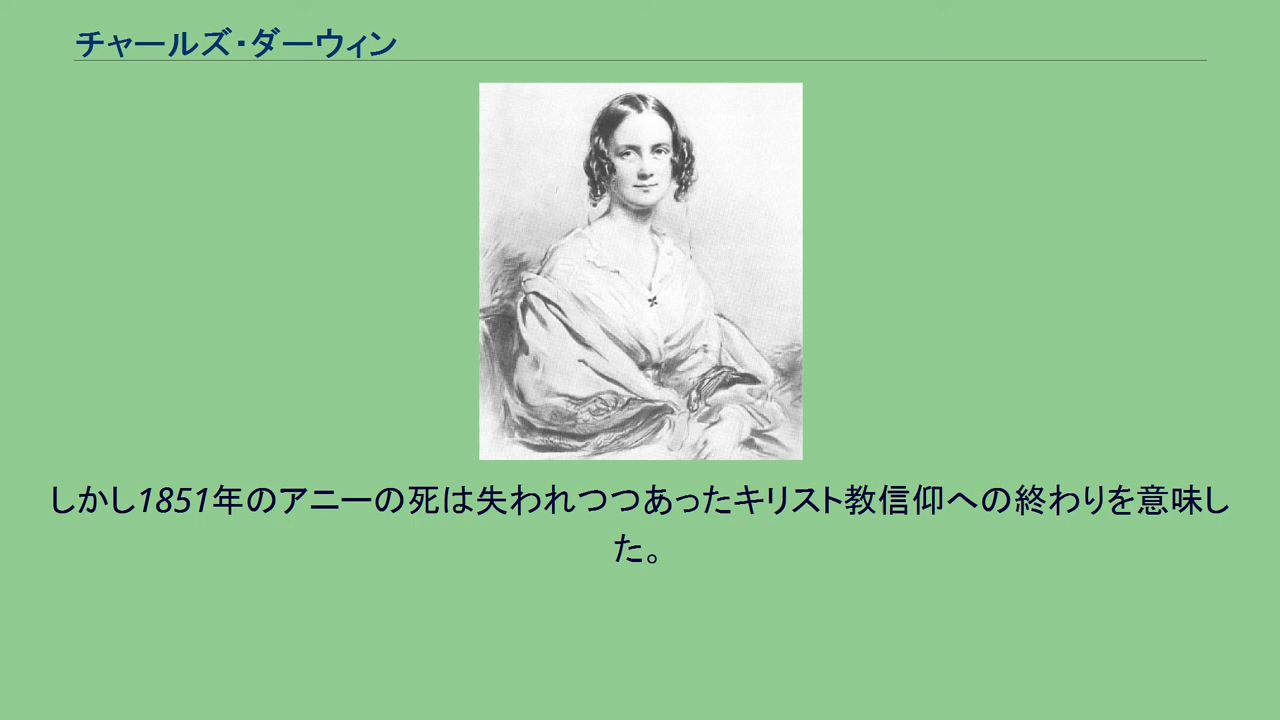 チャールズ・ダーウィン
しかし1851年のアニーの死は失われつつあったキリスト教信仰への終わりを意味し
た。